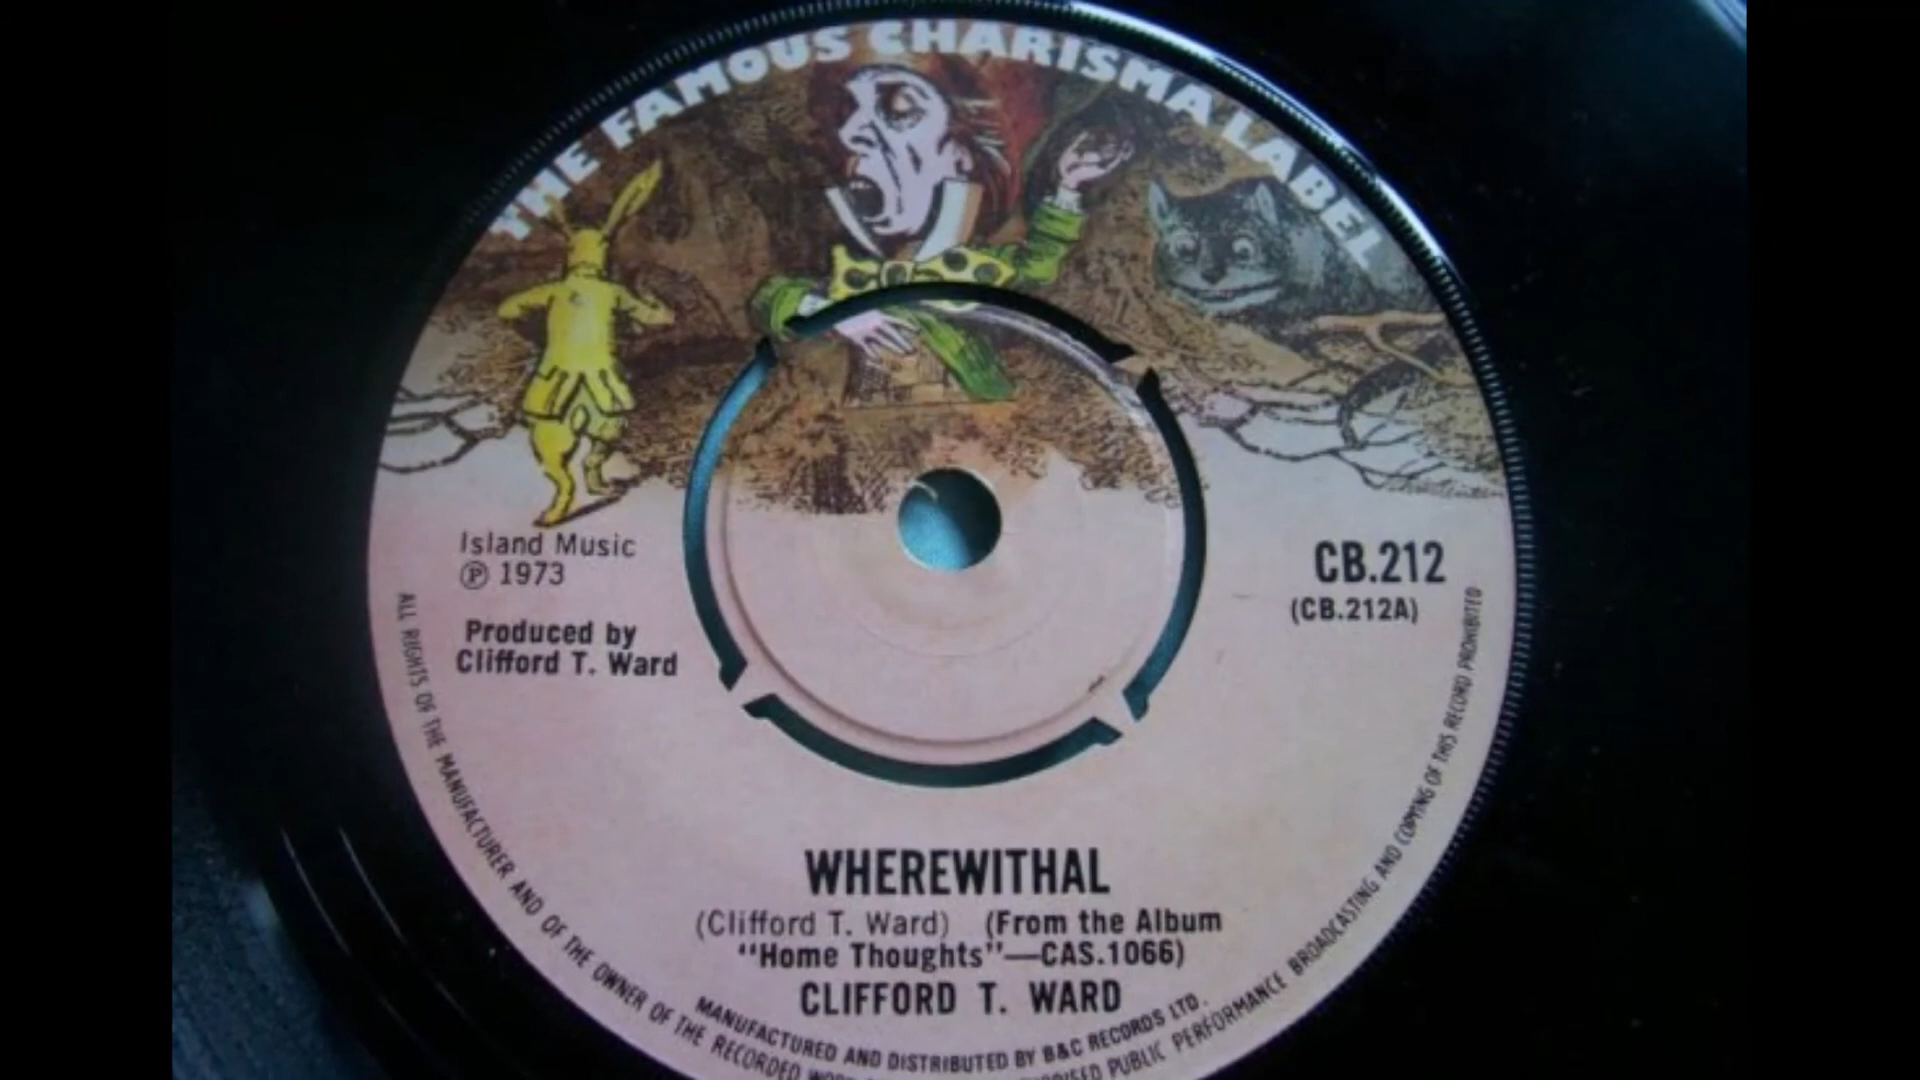 THE FAMOUS CHARISMA LABEL
Island Music
Ⓟ 1973
Produced by
Clifford T. Ward
CB.212
(CB.212A)
WHEREWITHAL
(Clifford T. Ward) (From the Album
“Home Thoughts”—CAS.1066)
CLIFFORD T. WARD
MANUFACTURED AND DISTRIBUTED BY B&C RECORDS LTD.
ALL RIGHTS OF THE MANUFACTURER AND OF THE OWNER OF THE RECORDED PUBLIC PERFORMANCE BROADCASTING AND COPYING OF THIS RECORD PROHIBITED